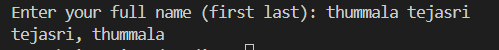 Enter your full name (first last): thummala tejasri
tejasri, thummala